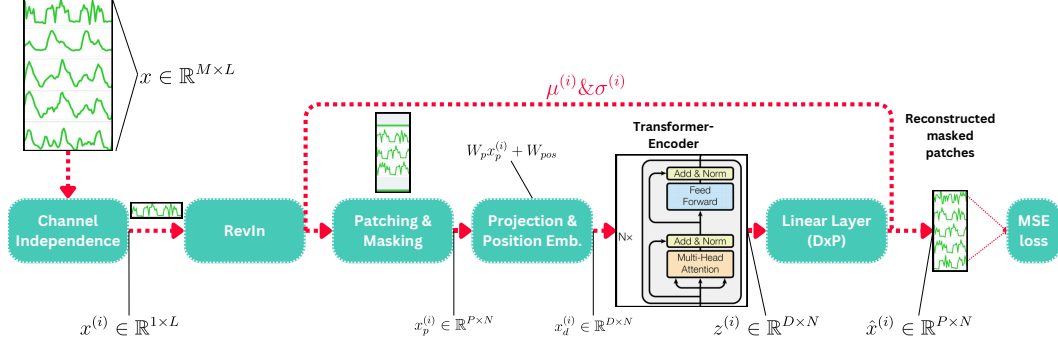 x ∈ ℝ^{M×L}
μ^{(i)}&σ^{(i)}
Reconstructed
masked
patches
Transformer-
Encoder
W_p x_p^{(i)} + W_{pos}
Add & Norm
Feed
Forward
N×
Add & Norm
Multi-Head
Attention
Channel
Independence
RevIn
Patching &
Masking
Projection &
Position Emb.
Linear Layer
(DxP)
MSE
loss
x^{(i)} ∈ ℝ^{1×L}
x_p^{(i)} ∈ ℝ^{P×N}
x_d^{(i)} ∈ ℝ^{D×N}
z^{(i)} ∈ ℝ^{D×N}
x̂^{(i)} ∈ ℝ^{P×N}